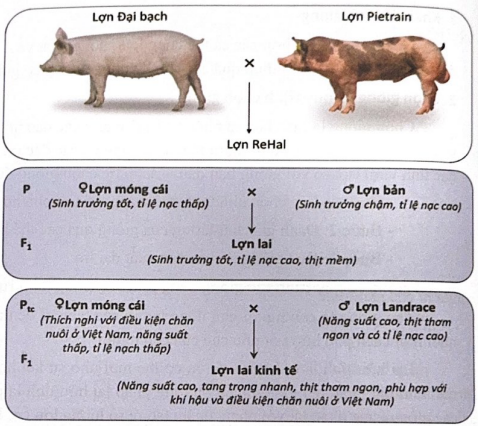 Lợn Đại bạch
Lợn Pietrain
×
Lợn ReHal
P ♀Lợn móng cái × ♂ Lợn bản
(Sinh trưởng tốt, tỉ lệ nạc thấp) (Sinh trưởng chậm, tỉ lệ nạc cao)
F1 Lợn lai
(Sinh trưởng tốt, tỉ lệ nạc cao, thịt mềm)
Ptc ♀Lợn móng cái × ♂ Lợn Landrace
(Thích nghi với điều kiện chăn
nuôi ở Việt Nam, năng suất
thấp, tỉ lệ nạch thấp)
(Năng suất cao, thịt thơm
ngon và có tỉ lệ nạc cao)
F1 Lợn lai kinh tế
(Năng suất cao, tang trọng nhanh, thịt thơm ngon, phù hợp với
khí hậu và điều kiện chăn nuôi ở Việt Nam)